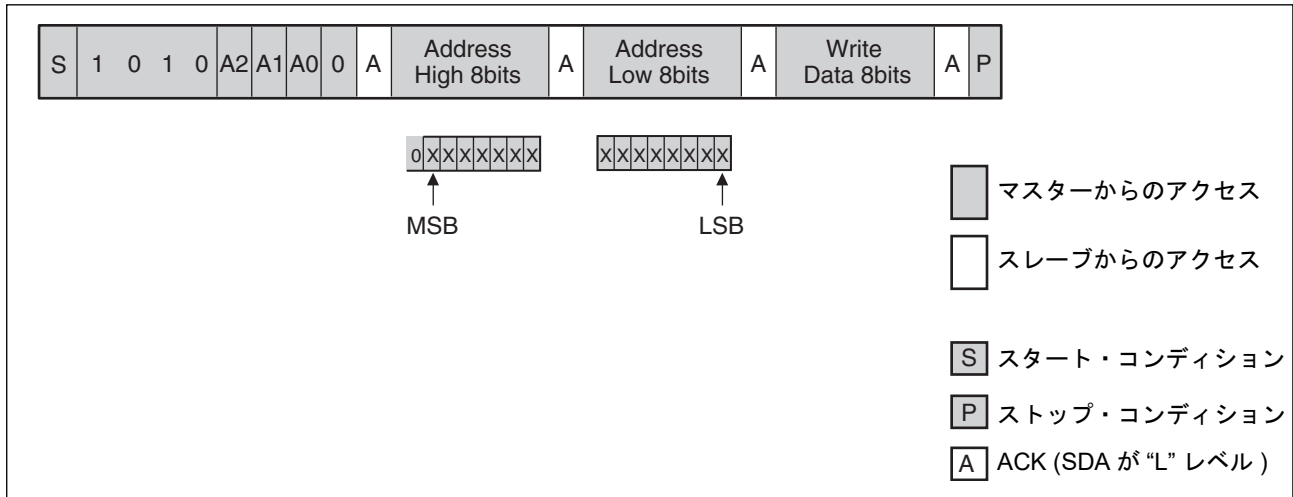 S 1 0 1 0 A2 A1 A0 0 A Address High 8bits A Address Low 8bits A Write Data 8bits A P
0 X X X X X X X X X X X X X X X
MSB LSB
マスターからのアクセス
スレーブからのアクセス
S スタート・コンディション
P ストップ・コンディション
A ACK (SDA が “L” レベル )